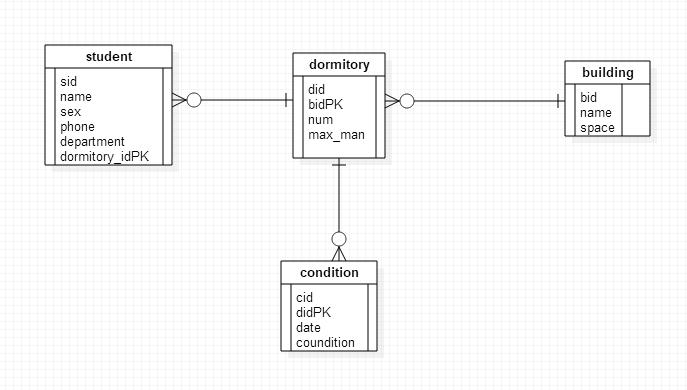 student
sid
name
sex
phone
department
dormitory_idPK
dormitory
did
bidPK
num
max_man
building
bid
name
space
condition
cid
didPK
date
coundition